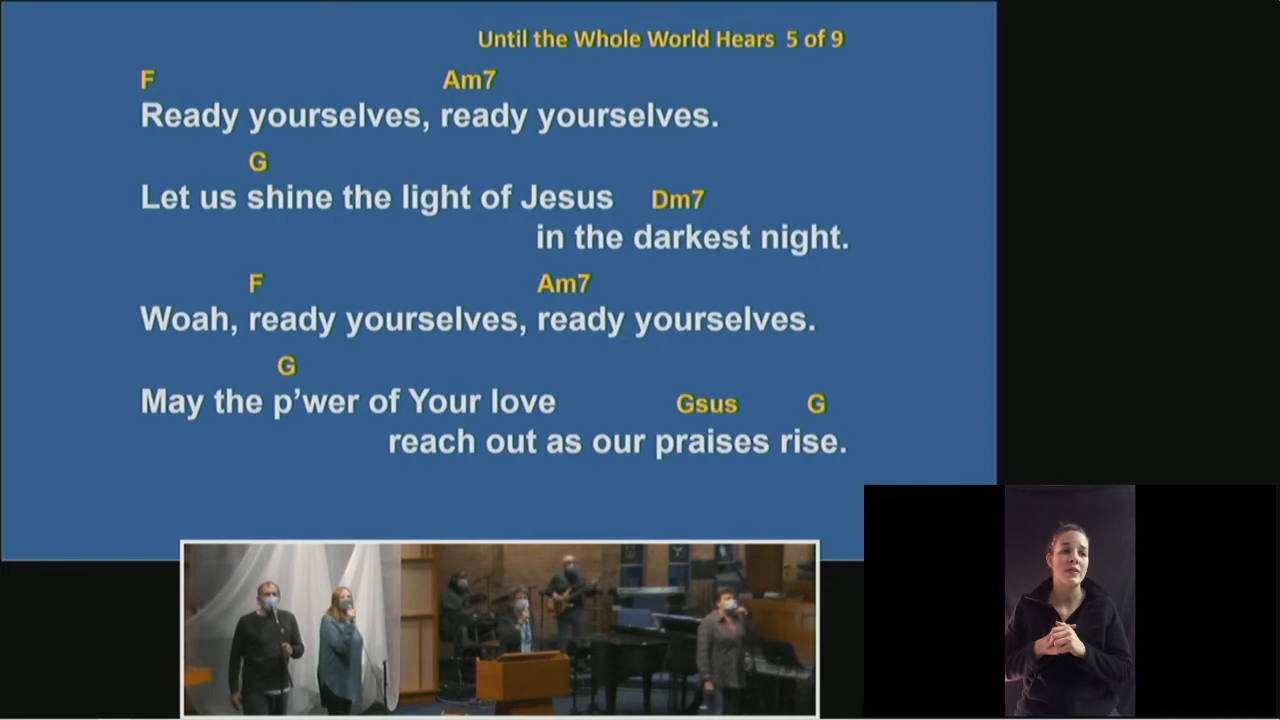 Until the Whole World Hears 5 of 9
F Am7
Ready yourselves, ready yourselves.
G
Let us shine the light of Jesus Dm7
in the darkest night.
F Am7
Woah, ready yourselves, ready yourselves.
G
May the p’wer of Your love Gsus G
reach out as our praises rise.